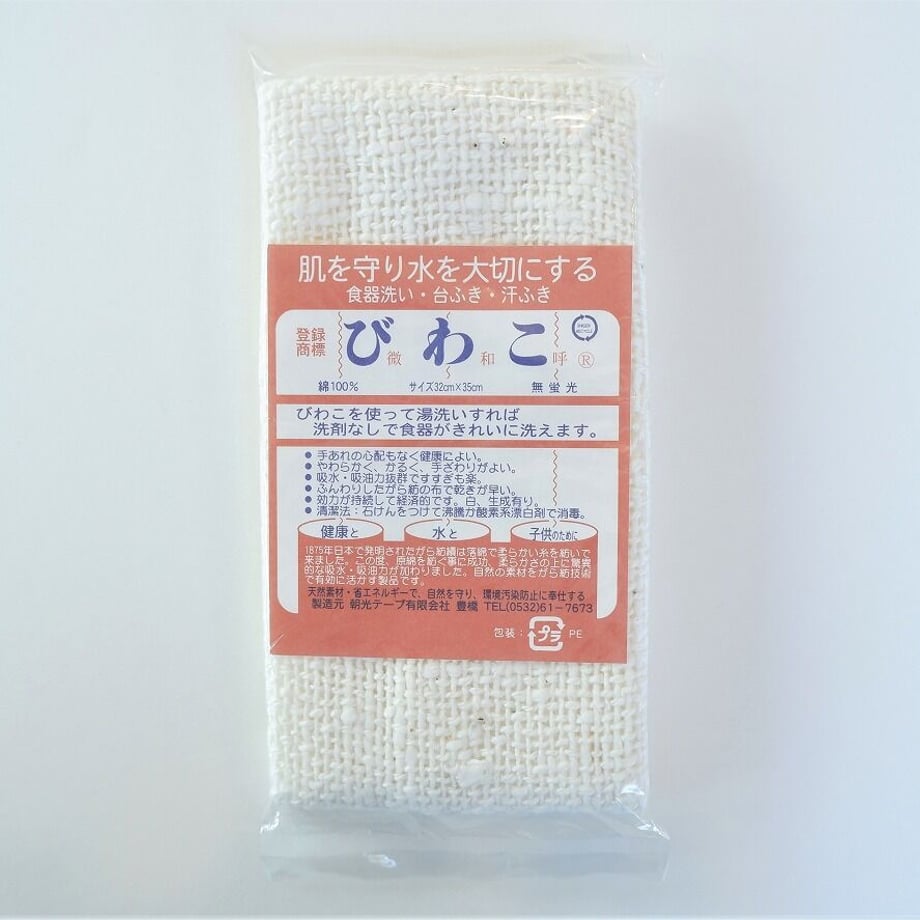 肌を守り水を大切にする
食器洗い・台ふき・汗ふき
登録商標 びわこ 微和呼 ®
綿100% サイズ32cm×35cm 無蛍光
びわこを使って湯洗いすれば
洗剤なしで食器がきれいに洗えます。
● 手あれの心配もなく健康によい。
● やわらかく、かるく、手ざわりがよい。
● 吸水・吸油力抜群ですすぎも楽。
● ふんわりしたがら紡の布で乾きが早い。
● 効力が持続して経済的です。白、生成有り。
● 清潔法：石けんをつけて沸騰か酸素系漂白剤で消毒。
健康と 水と 子供のために
1875年日本で発明されたがら紡績は落綿で柔らかい糸を紡いで
来ました。この度、原綿を紡ぐ事に成功、柔らかさの上に驚異
的な吸水・吸油力が加わりました。自然の素材をがら紡技術
で有効に活かす製品です。
天然素材・省エネルギーで、自然を守り、環境汚染防止に奉仕する
製造元 朝光テープ有限会社 豊橋 TEL(0532)61-7673
包装：プラ PE